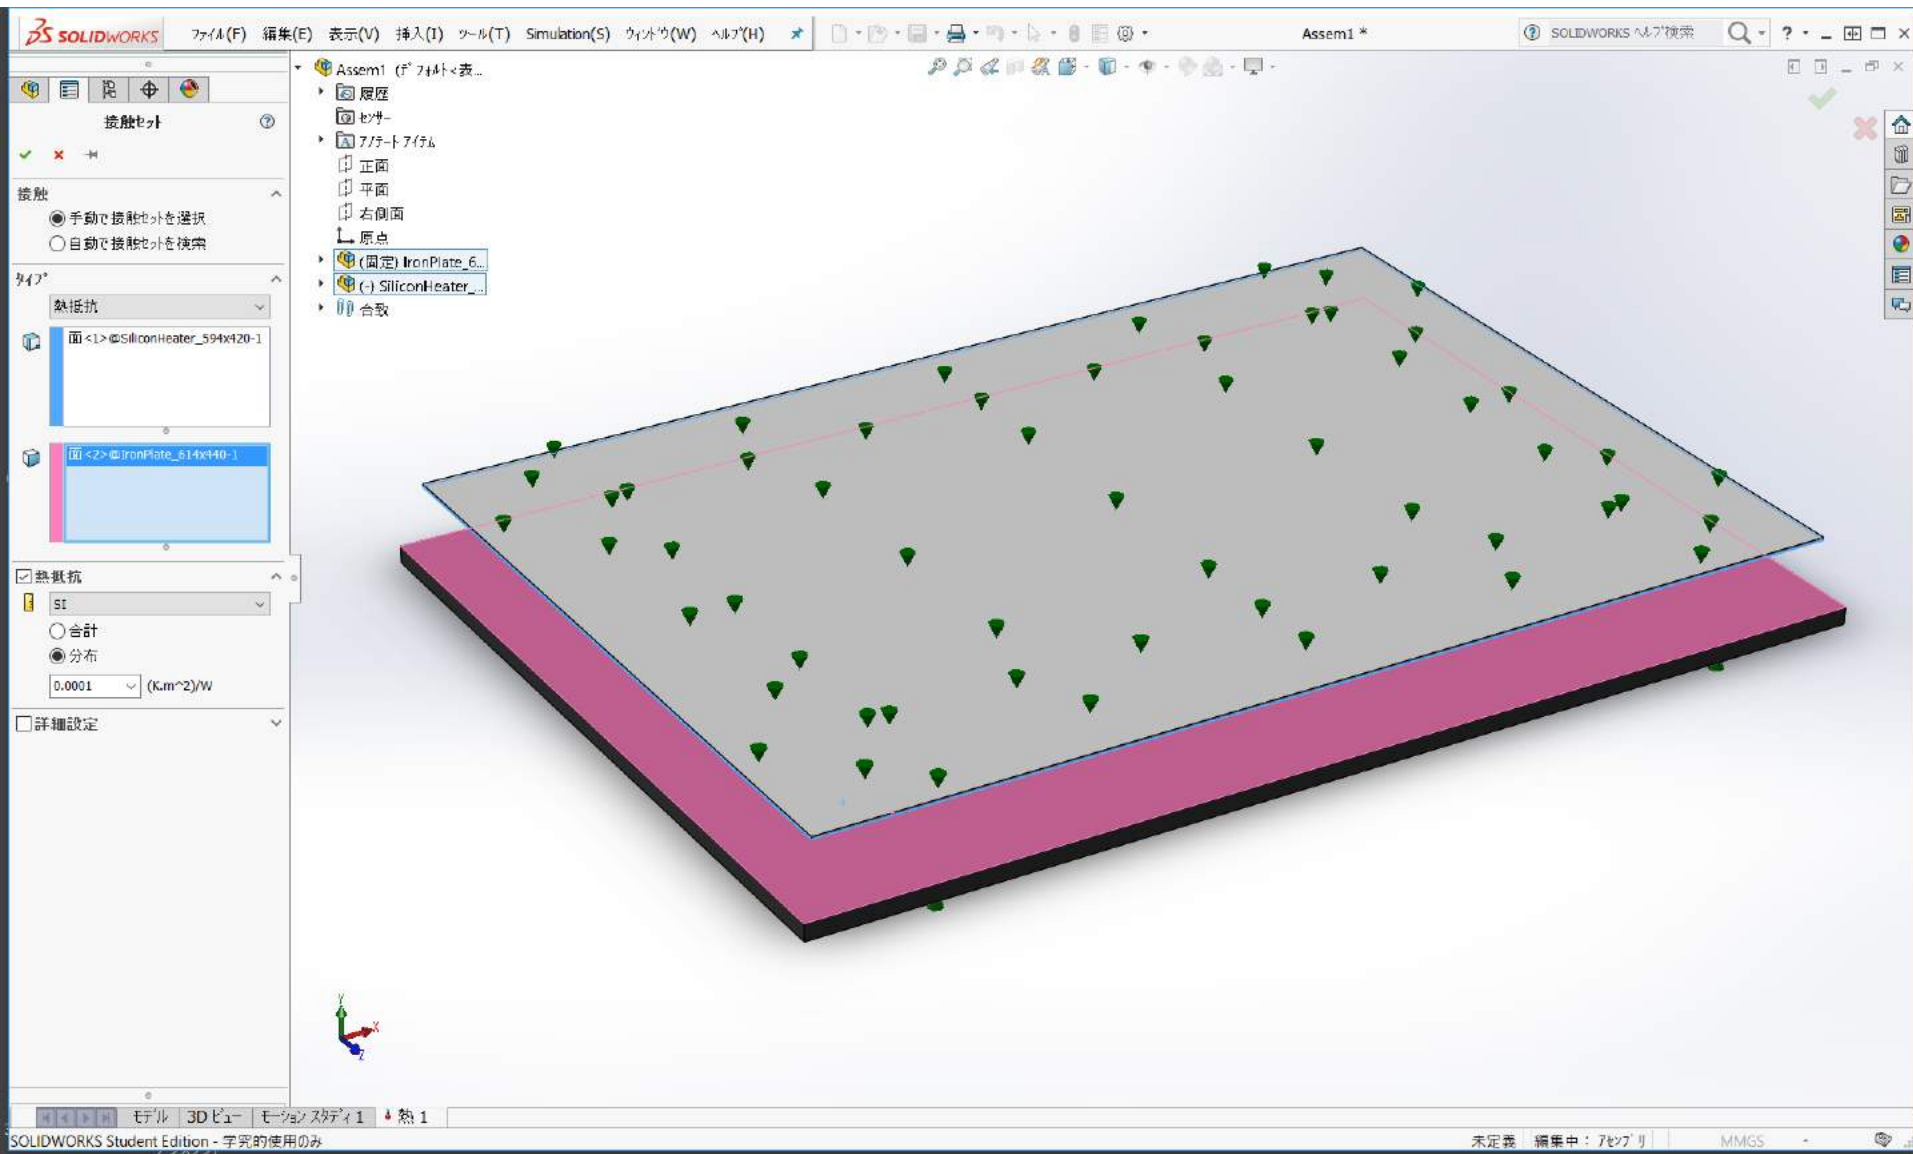 SOLIDWORKS ファイル(F) 編集(E) 表示(V) 挿入(I) ツール(T) Simulation(S) ウィンドウ(W) ヘルプ(H) Assem1 * SOLIDWORKS ヘルプ検索
接触セット
接触
手動で接触セットを選択
自動で接触セットを検索
タイプ
熱抵抗
面<1>@SiliconHeater_594x420-1
面<2>@IronPlate_614x440-1
熱抵抗
SI
合計
分布
0.0001 (K.m^2)/W
詳細設定
Assem1 (デフォルト<表...
履歴
センサー
アノテート アイテム
正面
平面
右側面
原点
(固定) IronPlate_6...
(-) SiliconHeater_...
合致
Y
X
Z
モデル 3D ビュー モーション スタディ 1 熱 1
SOLIDWORKS Student Edition - 学究的使用のみ 未定義 編集中： アセンブリ MMGS -